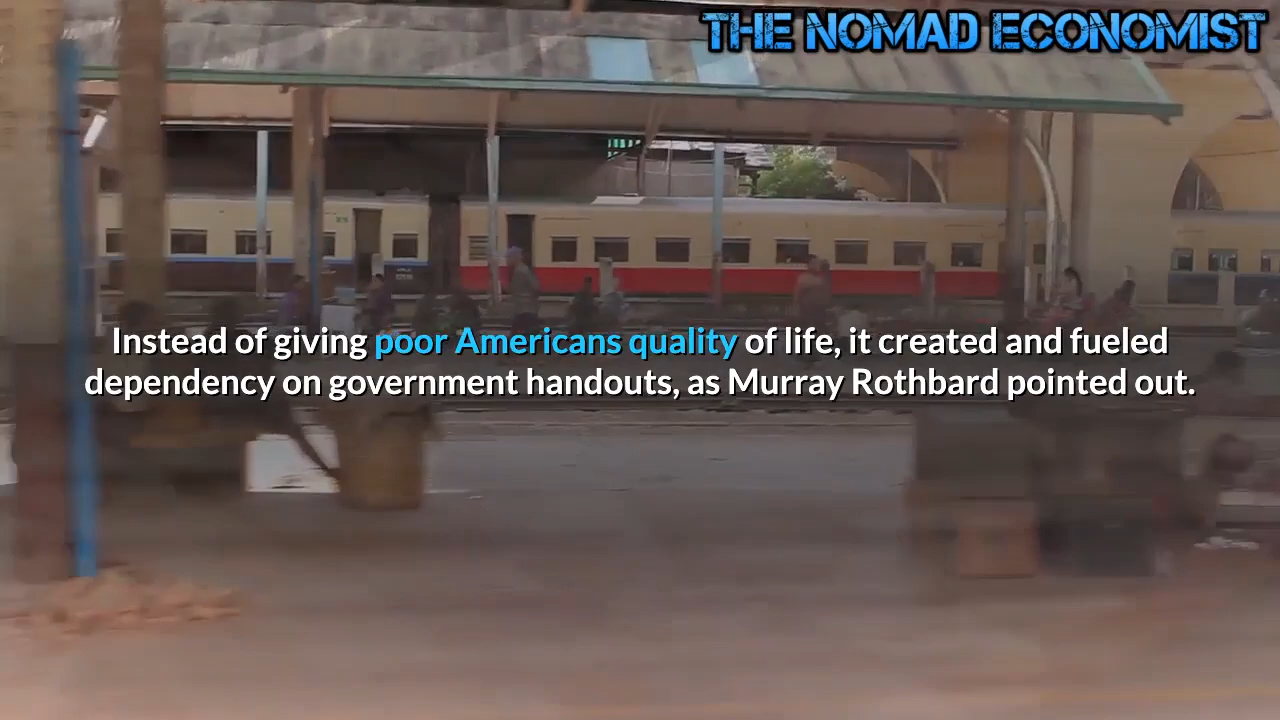 THE NOMAD ECONOMIST
Instead of giving poor Americans quality of life, it created and fueled
dependency on government handouts, as Murray Rothbard pointed out.